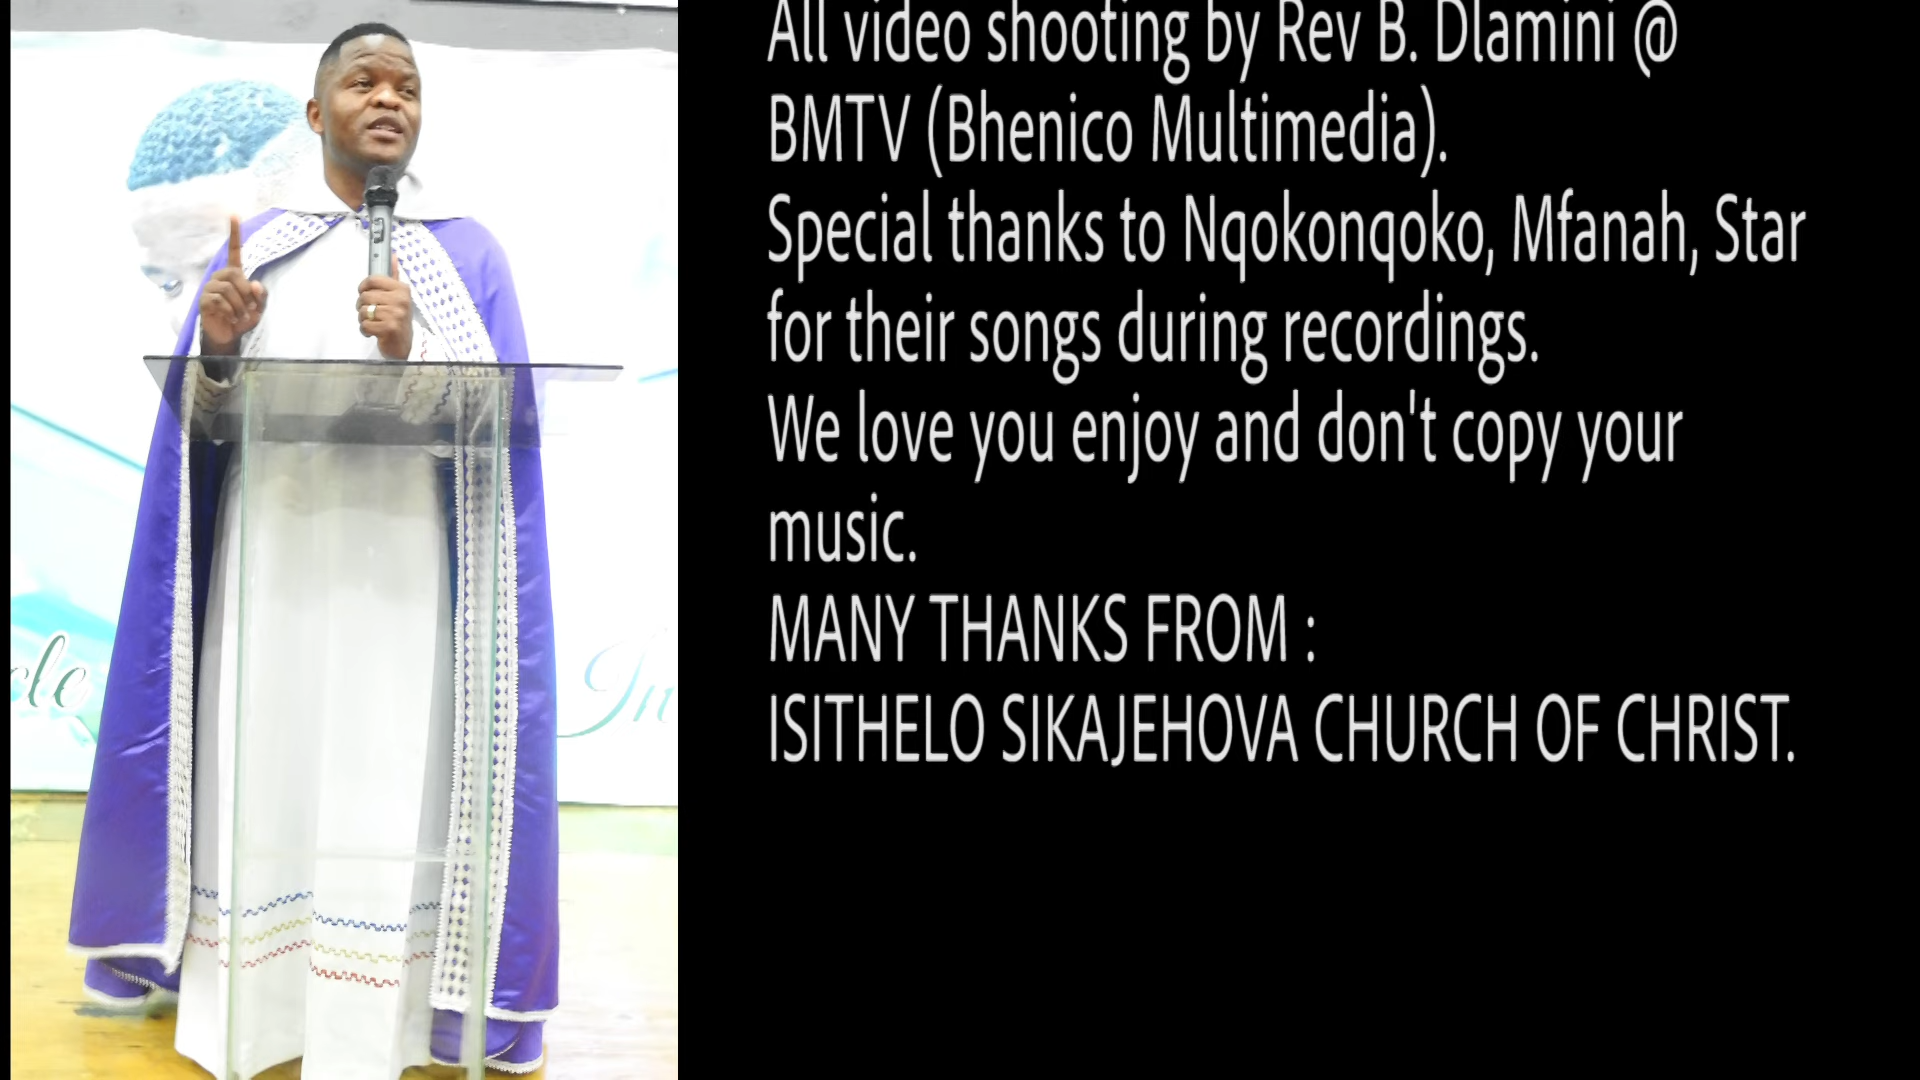 All video shooting by Rev B. Dlamini @
BMTV (Bhenico Multimedia).
Special thanks to Nqokonqoko, Mfanah, Star
for their songs during recordings.
We love you enjoy and don't copy your
music.
MANY THANKS FROM :
ISITHELO SIKAJEHOVA CHURCH OF CHRIST.